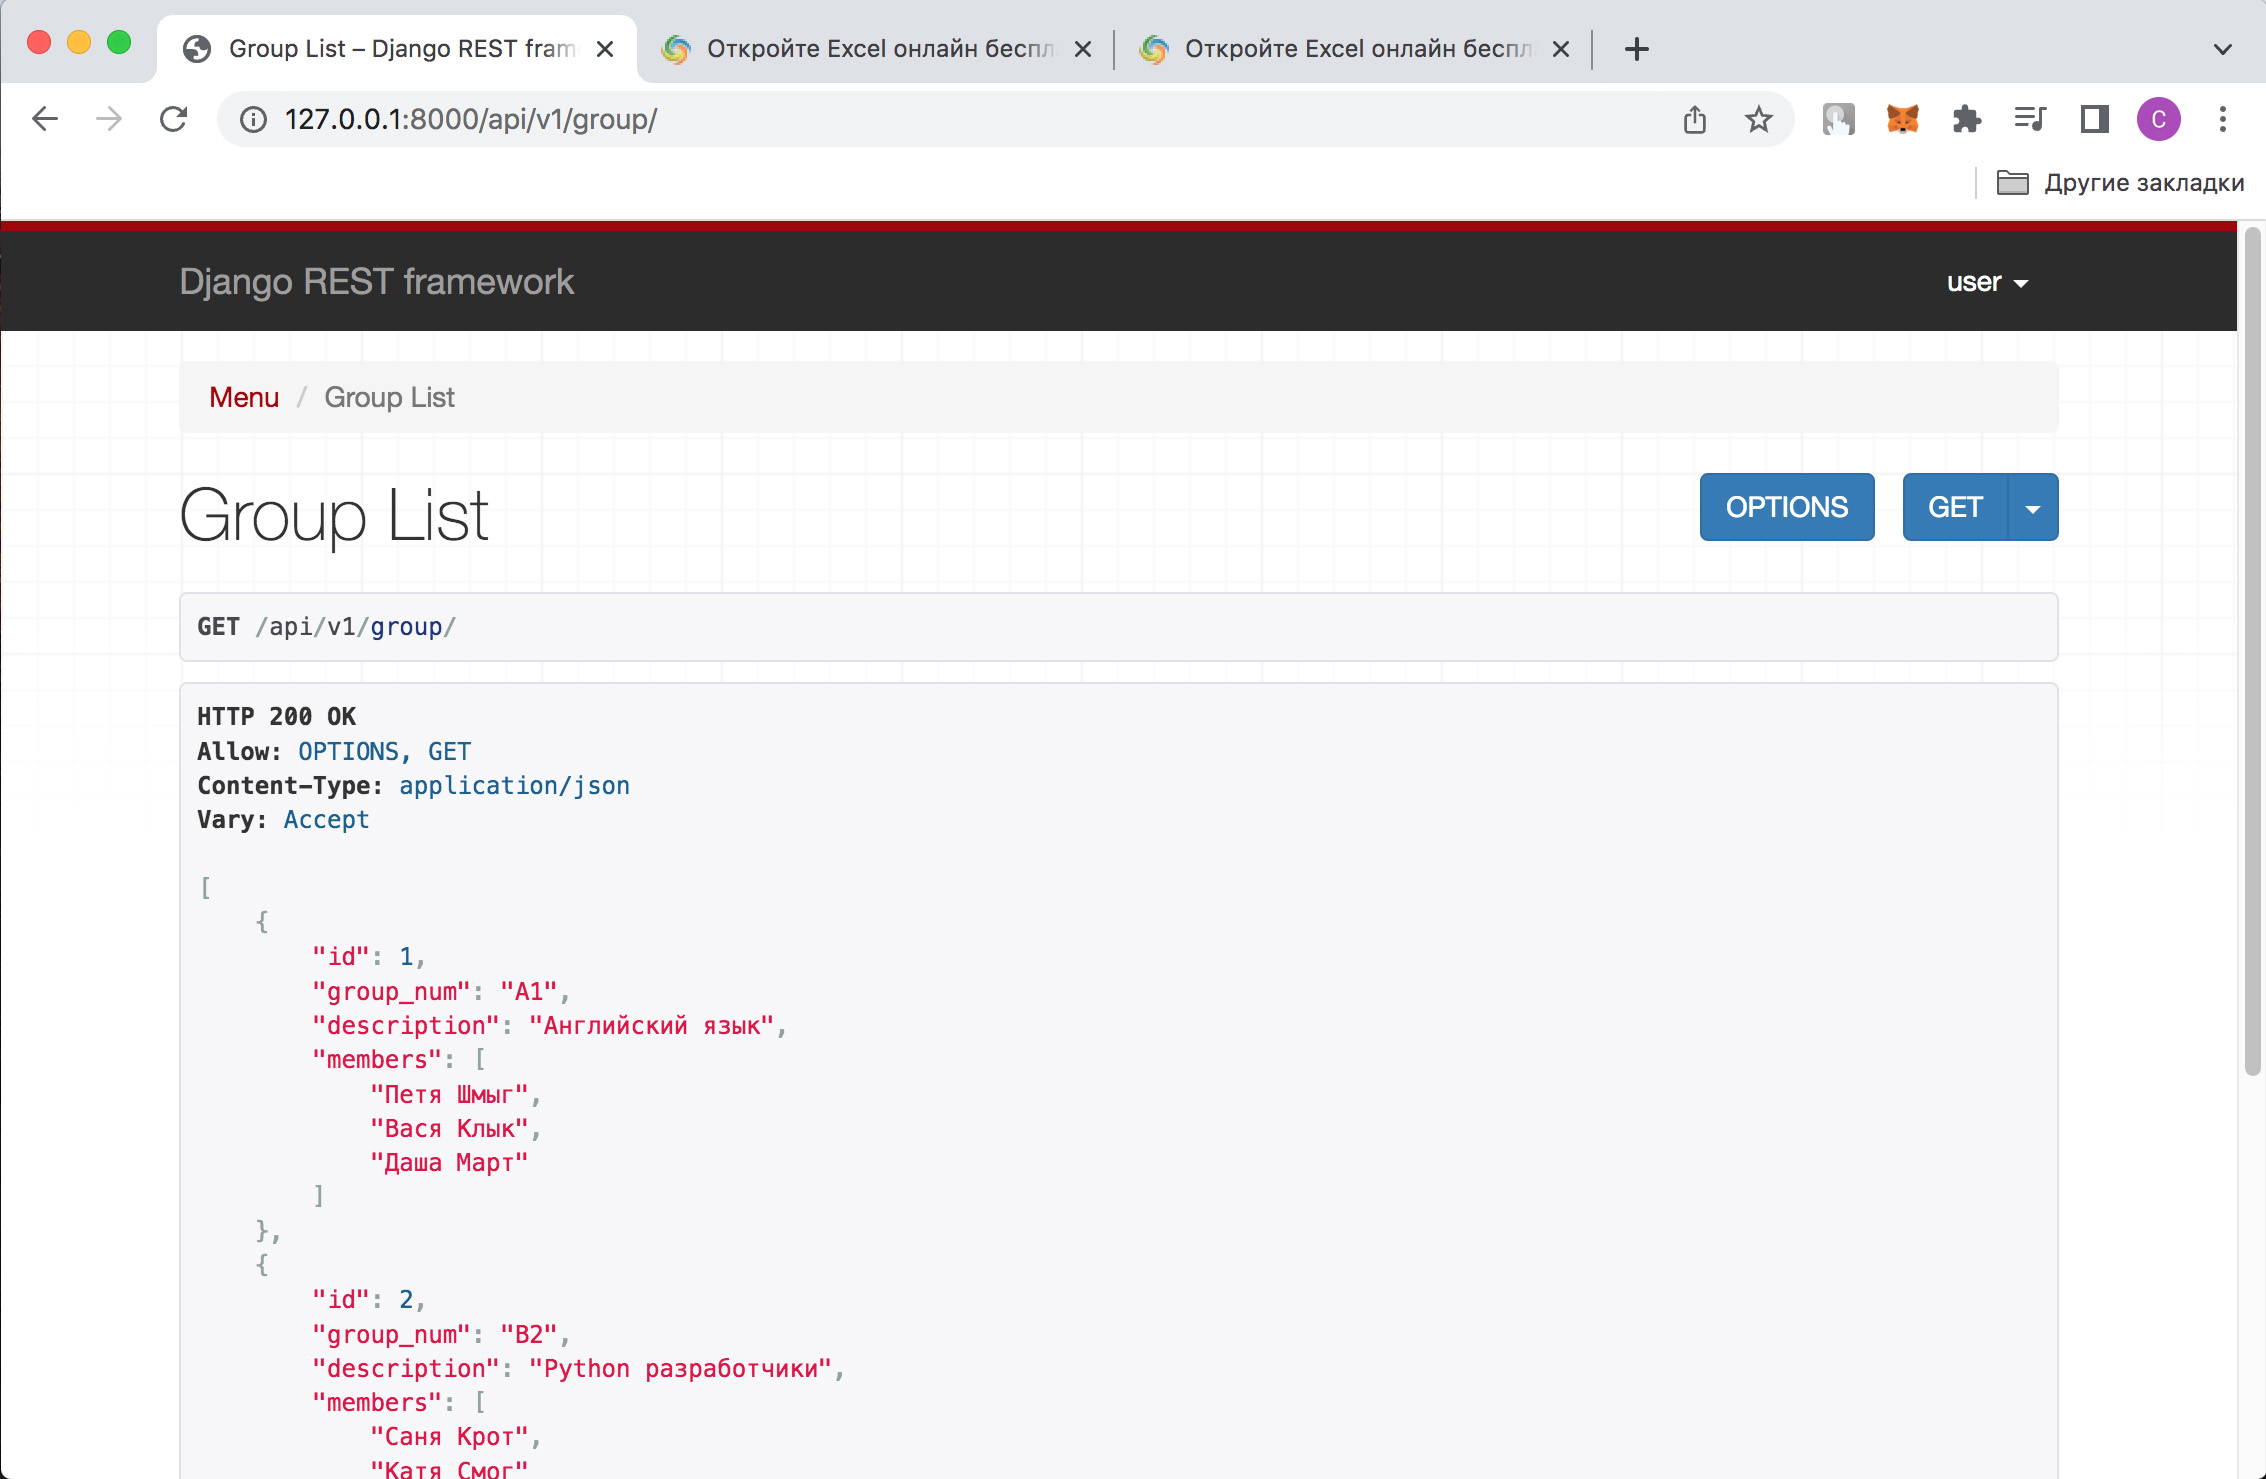 Group List – Django REST fram
Откройте Excel онлайн беспл
Откройте Excel онлайн беспл
127.0.0.1:8000/api/v1/group/
C
Другие закладки
Django REST framework
user
Menu / Group List
Group List
OPTIONS
GET
GET /api/v1/group/
HTTP 200 OK
Allow: OPTIONS, GET
Content-Type: application/json
Vary: Accept
[
    {
        "id": 1,
        "group_num": "A1",
        "description": "Английский язык",
        "members": [
            "Петя Шмыг",
            "Вася Клык",
            "Даша Март"
        ]
    },
    {
        "id": 2,
        "group_num": "B2",
        "description": "Python разработчики",
        "members": [
            "Саня Крот",
            "Катя Смог"